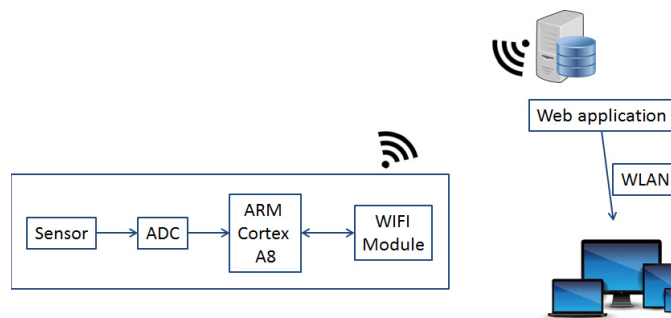 Web application
WLAN
Sensor
ADC
ARM
Cortex
A8
WIFI
Module